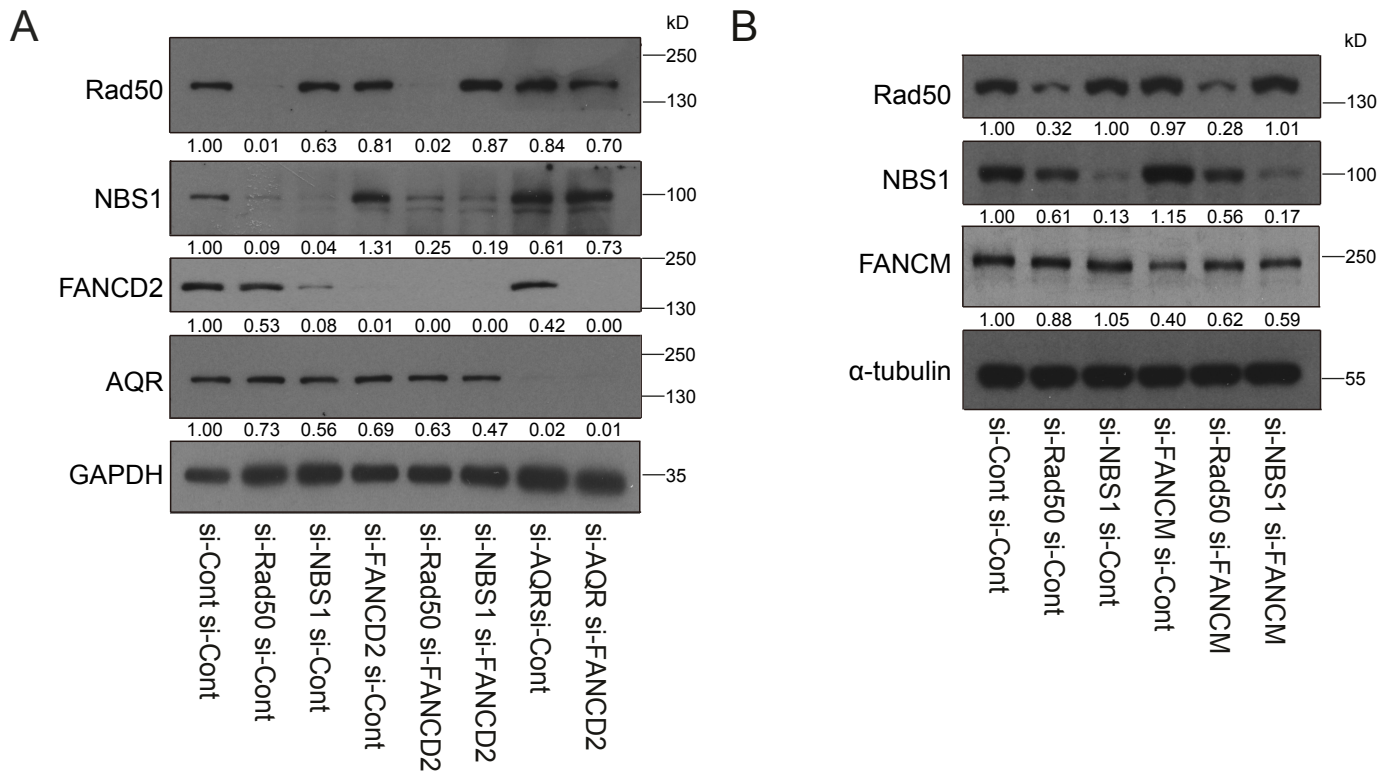 A
kD
Rad50
250
130
1.00 0.01 0.63 0.81 0.02 0.87 0.84 0.70
NBS1
100
1.00 0.09 0.04 1.31 0.25 0.19 0.61 0.73
FANCD2
250
130
1.00 0.53 0.08 0.01 0.00 0.00 0.42 0.00
AQR
250
130
1.00 0.73 0.56 0.69 0.63 0.47 0.02 0.01
GAPDH
35
si-Cont si-Cont
si-Rad50 si-Cont
si-NBS1 si-Cont
si-FANCD2 si-Cont
si-Rad50 si-FANCD2
si-NBS1 si-FANCD2
si-AQRsi-Cont
si-AQR si-FANCD2
B
kD
Rad50
130
1.00 0.32 1.00 0.97 0.28 1.01
NBS1
100
1.00 0.61 0.13 1.15 0.56 0.17
FANCM
250
1.00 0.88 1.05 0.40 0.62 0.59
α-tubulin
55
si-Cont si-Cont
si-Rad50 si-Cont
si-NBS1 si-Cont
si-FANCM si-Cont
si-Rad50 si-FANCM
si-NBS1 si-FANCM